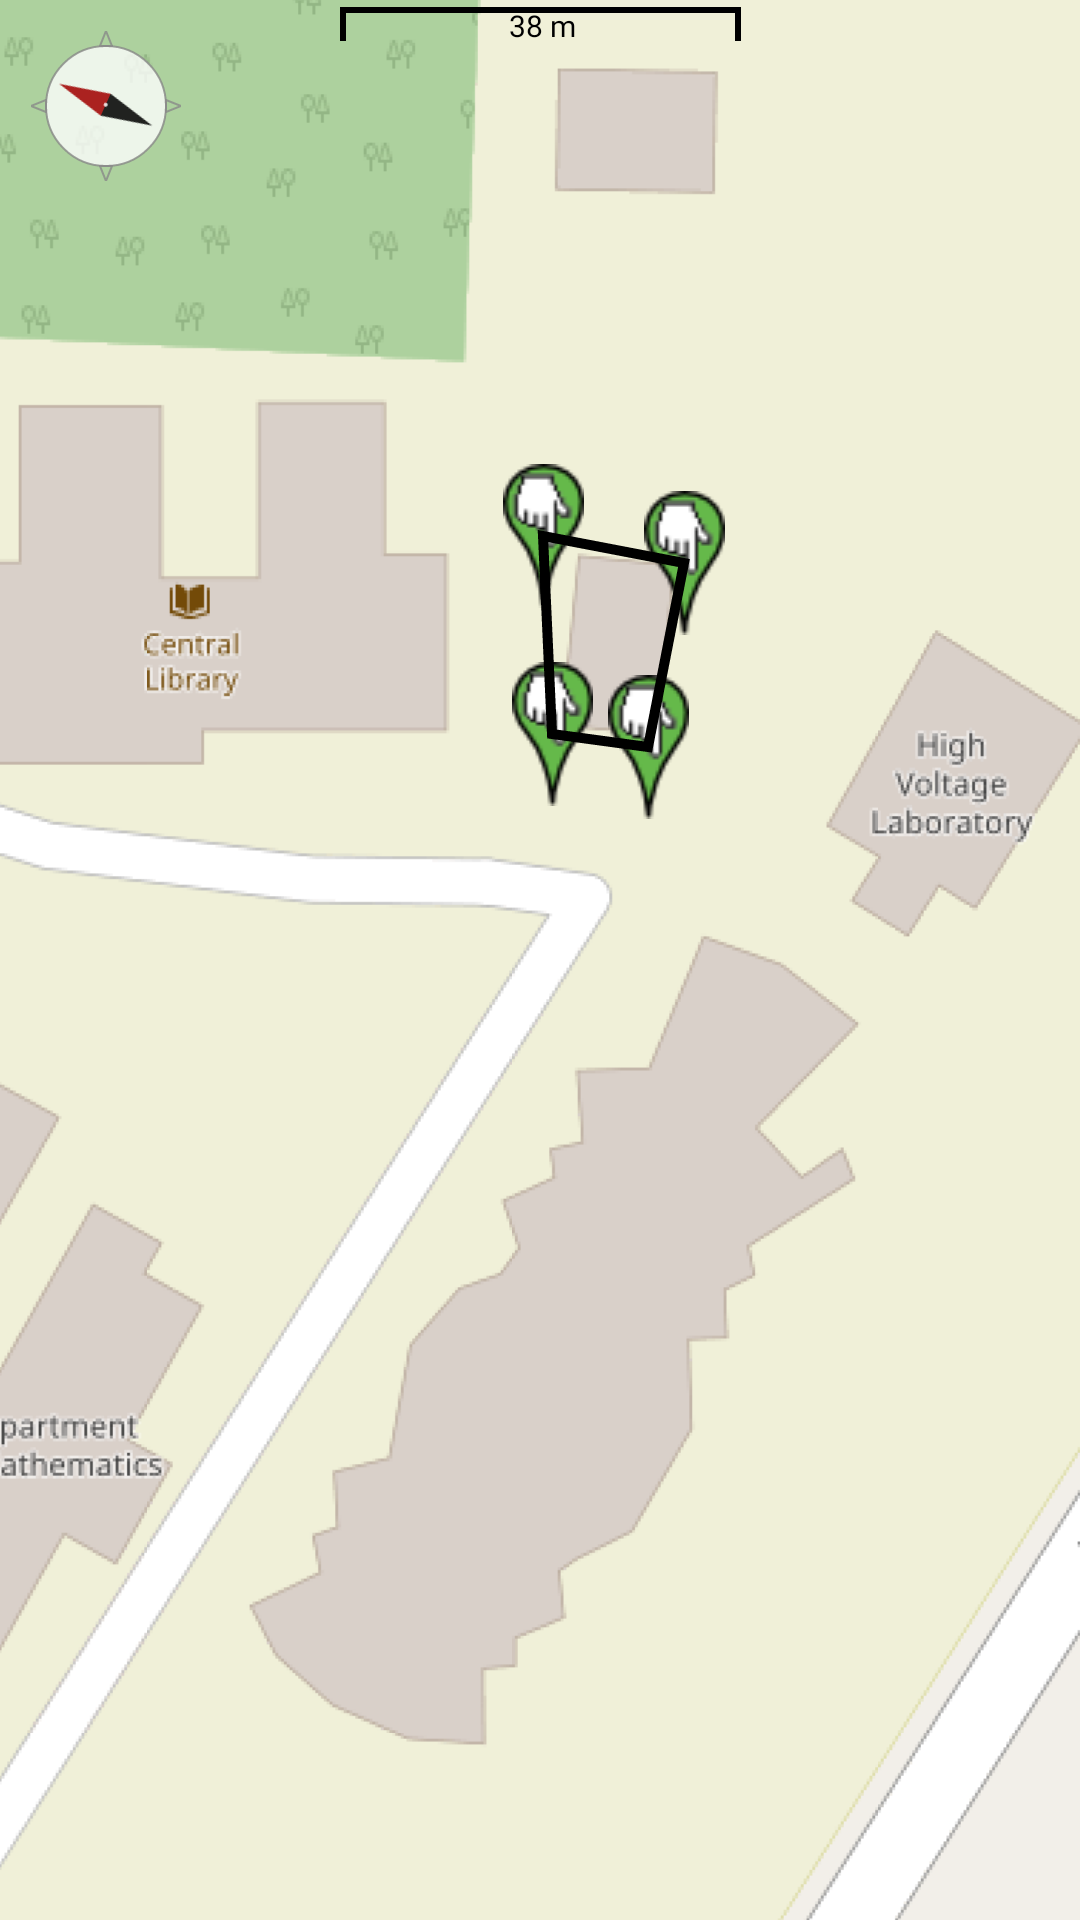 38 m
Central
Library
High
Voltage
Laboratory
partment
athematics